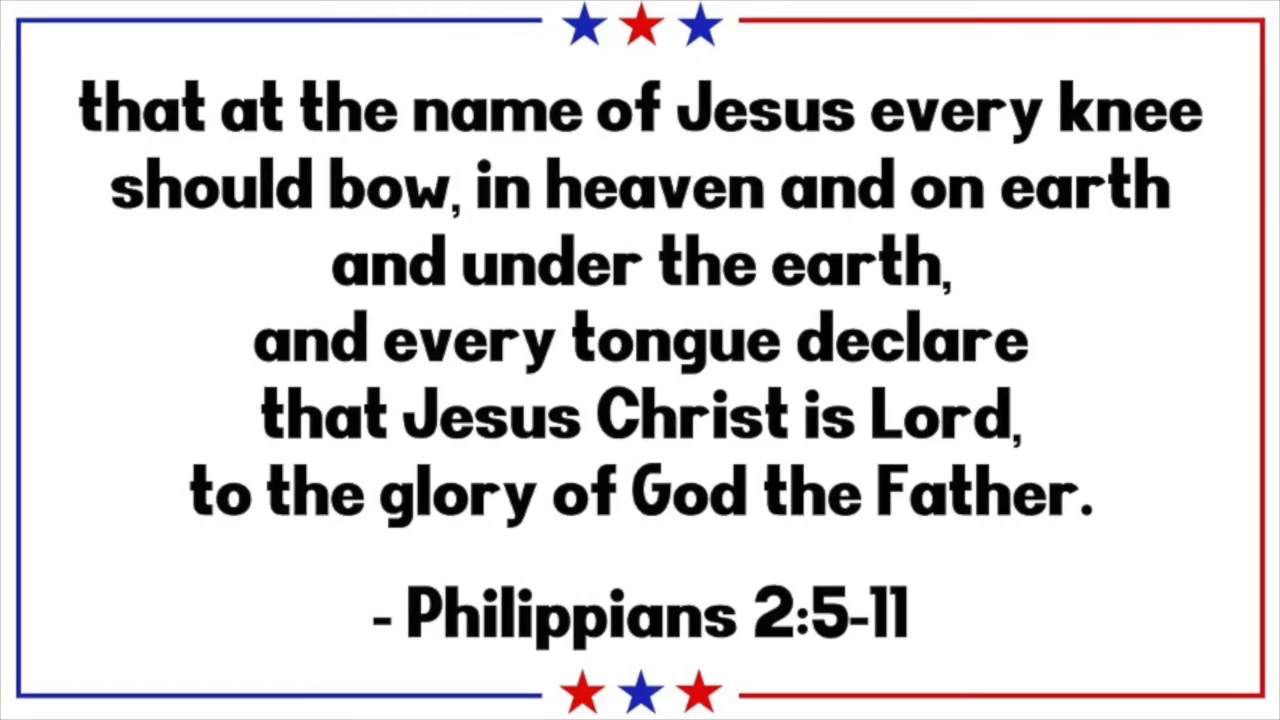 that at the name of Jesus every knee
should bow, in heaven and on earth
and under the earth,
and every tongue declare
that Jesus Christ is Lord,
to the glory of God the Father.
- Philippians 2:5-11